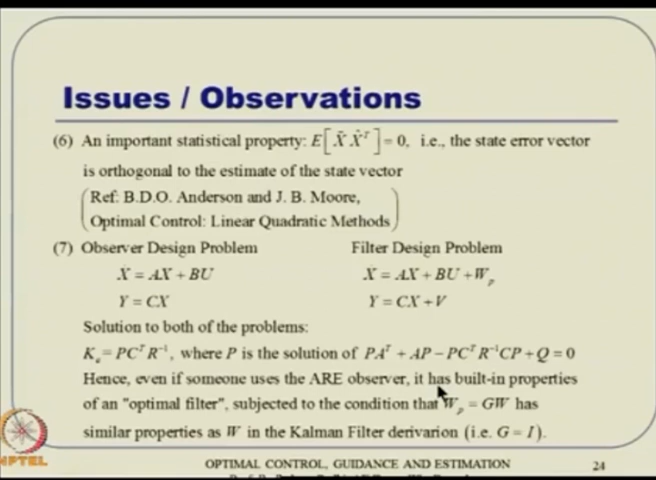 Issues / Observations
(6) An important statistical property: E[X̃ X̂ᵀ] = 0, i.e., the state error vector
is orthogonal to the estimate of the state vector
(Ref: B.D.O. Anderson and J. B. Moore,
Optimal Control: Linear Quadratic Methods)
(7) Observer Design Problem Filter Design Problem
Ẋ = AX + BU Ẋ = AX + BU + Wₚ
Y = CX Y = CX + V
Solution to both of the problems:
Kₑ = PCᵀR⁻¹, where P is the solution of PAᵀ + AP − PCᵀR⁻¹CP + Q = 0
Hence, even if someone uses the ARE observer, it has built-in properties
of an "optimal filter", subjected to the condition that Wₚ = GW has
similar properties as W in the Kalman Filter derivarion (i.e. G = I).
NPTEL
OPTIMAL CONTROL, GUIDANCE AND ESTIMATION 24